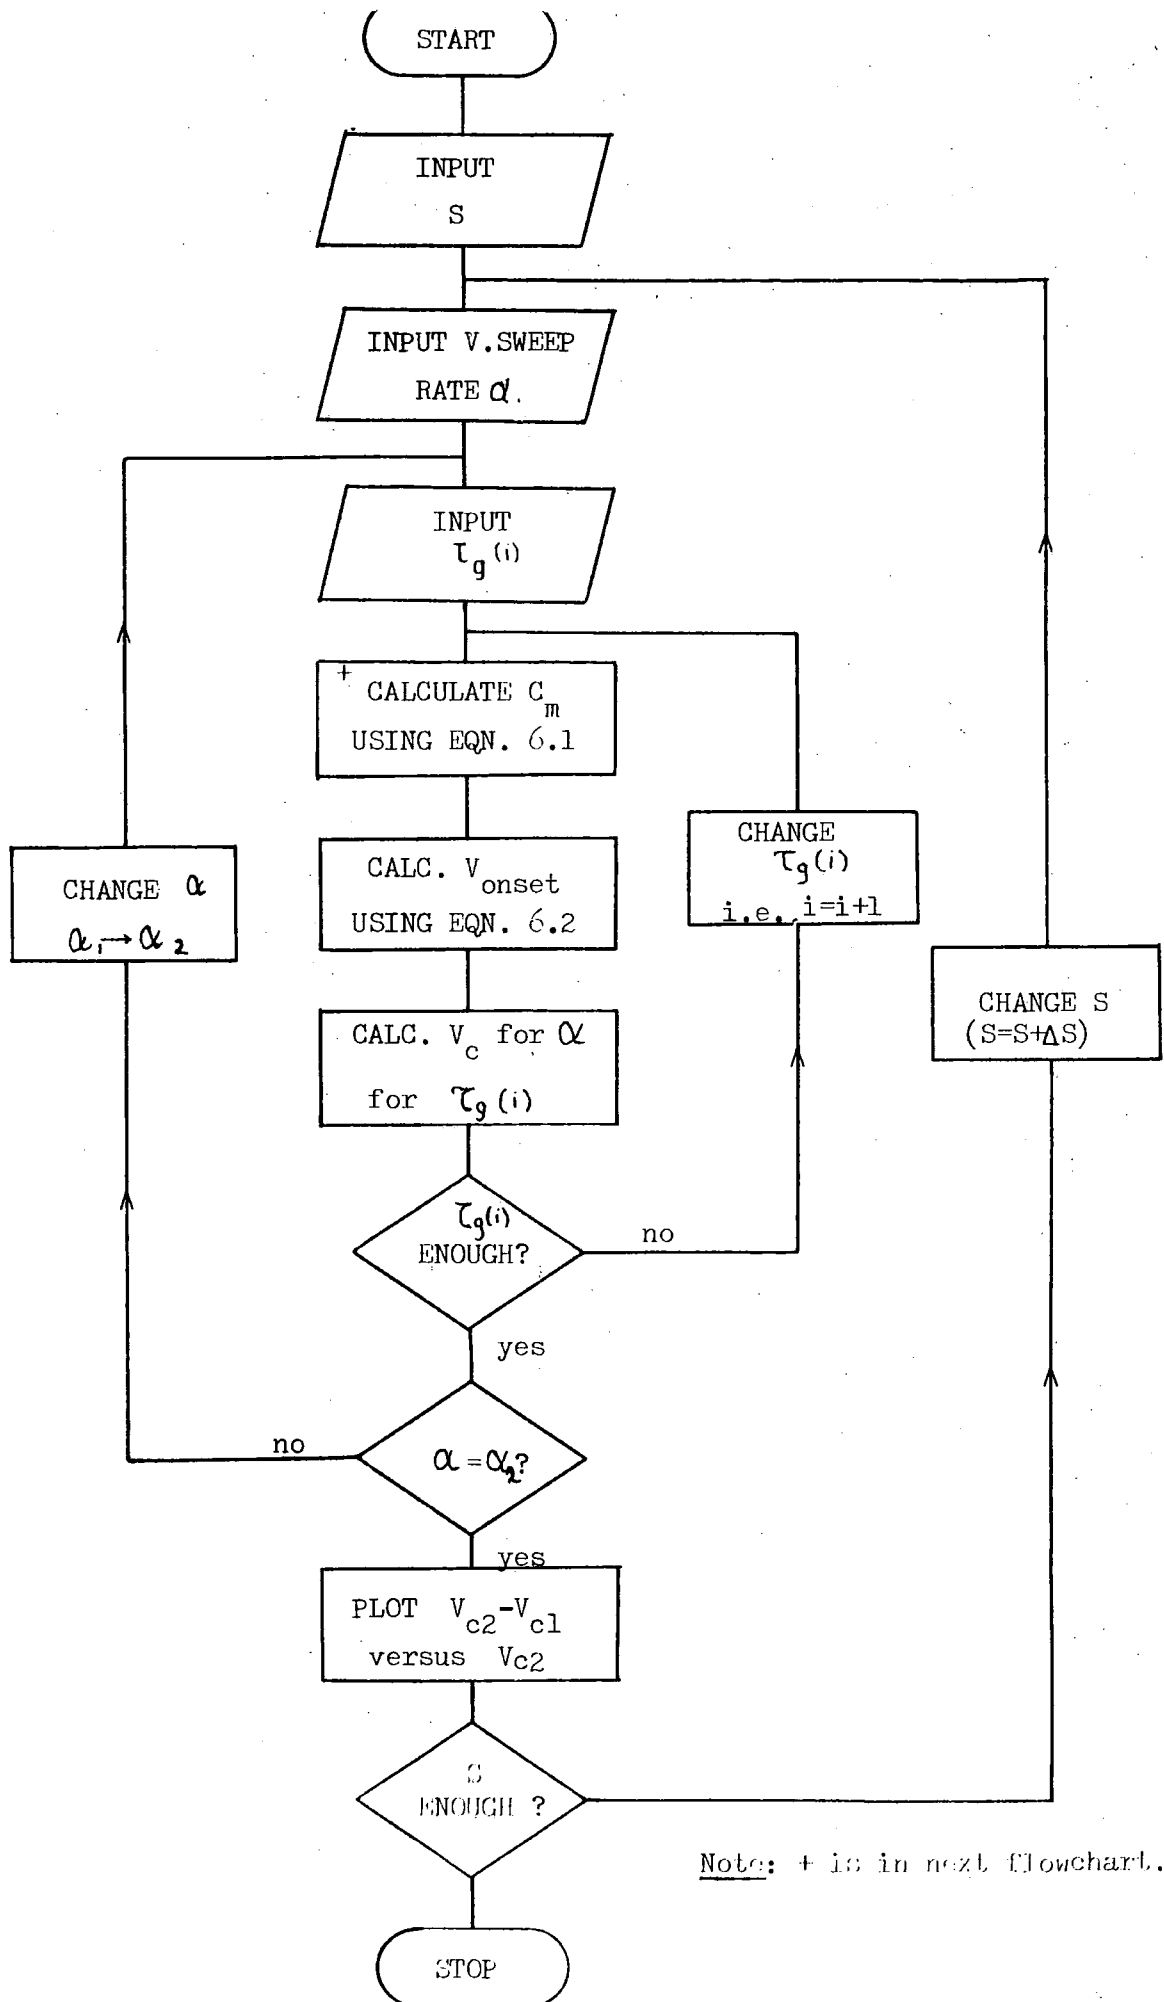 START
INPUT
S
INPUT V.SWEEP
RATE α.
INPUT
τg(i)
+ CALCULATE Cm
USING EQN. 6.1
CALC. Vonset
USING EQN. 6.2
CALC. Vc for α
for τg(i)
τg(i)
ENOUGH?
no
yes
CHANGE
τg(i)
i.e. i=i+1
α = α2?
no
yes
CHANGE α
α1→α2
PLOT Vc2-Vc1
versus Vc2
S
ENOUGH ?
CHANGE S
(S=S+ΔS)
Note: + is in next flowchart.
STOP